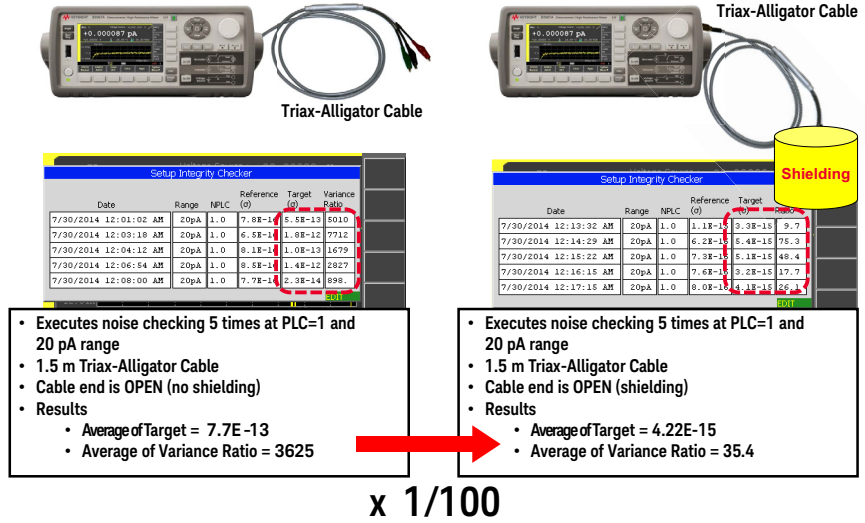 Triax-Alligator Cable
KEYSIGHT
+0.000087 pA
Triax-Alligator Cable
KEYSIGHT
+0.000087 pA
Shielding
Setup Integrity Checker
Date Range NPLC Reference (σ) Target (σ) Variance Ratio
7/30/2014 12:01:02 AM 20pA 1.0 5.5E-13 5010
7/30/2014 12:03:18 AM 20pA 1.0 1.8E-12 7712
7/30/2014 12:04:12 AM 20pA 1.0 1.0E-13 1679
7/30/2014 12:06:54 AM 20pA 1.0 1.4E-12 2827
7/30/2014 12:08:00 AM 20pA 1.0 2.3E-14 898.
EDIT
Setup Integrity Checker
Date Range NPLC Reference (σ) Target (σ) Ratio
7/30/2014 12:13:32 AM 20pA 1.0 3.3E-15 9.7
7/30/2014 12:14:29 AM 20pA 1.0 5.4E-15 75.3
7/30/2014 12:15:22 AM 20pA 1.0 5.1E-15 48.4
7/30/2014 12:16:15 AM 20pA 1.0 3.2E-15 17.7
7/30/2014 12:17:15 AM 20pA 1.0 4.1E-15 26.1
EDIT
• Executes noise checking 5 times at PLC=1 and
20 pA range
• 1.5 m Triax-Alligator Cable
• Cable end is OPEN (no shielding)
• Results
• Average of Target = 7.7E -13
• Average of Variance Ratio = 3625
• Executes noise checking 5 times at PLC=1 and
20 pA range
• 1.5 m Triax-Alligator Cable
• Cable end is OPEN (shielding)
• Results
• Average of Target = 4.22E-15
• Average of Variance Ratio = 35.4
x 1/100